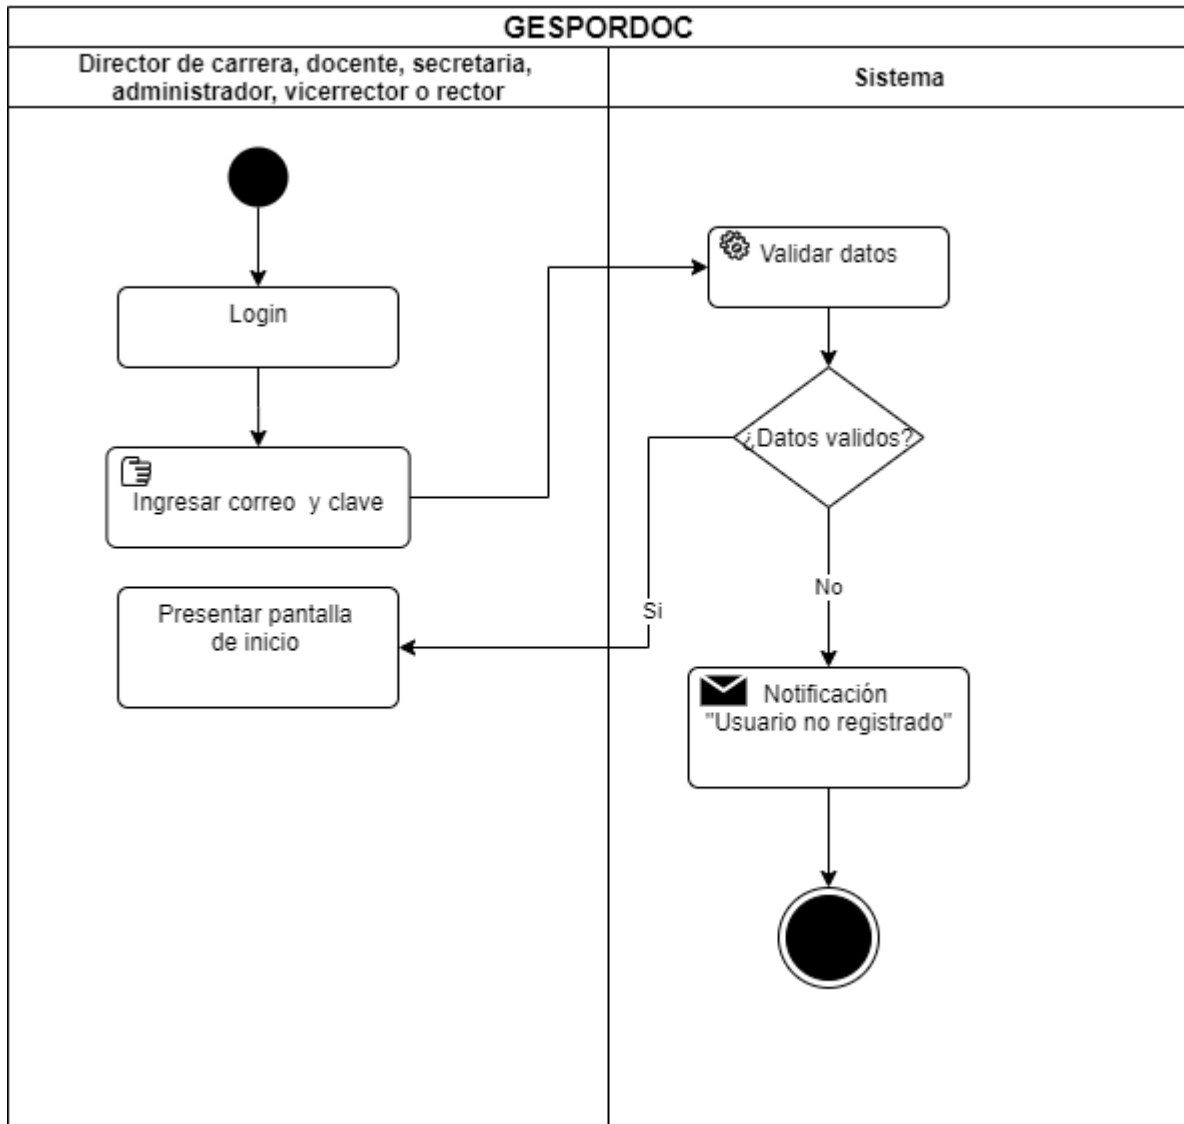 GESPORDOC
Director de carrera, docente, secretaria,
administrador, vicerrector o rector
Sistema
Validar datos
Login
¿Datos validos?
Ingresar correo y clave
No
Si
Presentar pantalla
de inicio
Notificación
"Usuario no registrado"